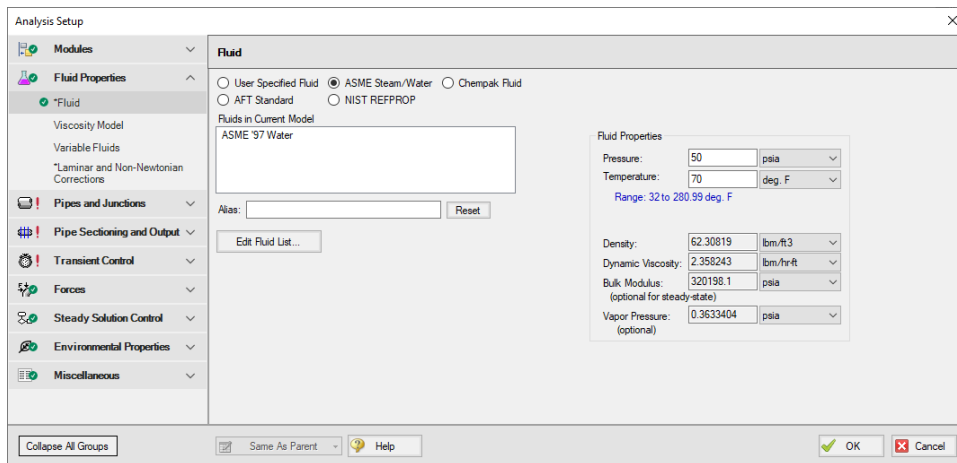 Analysis Setup
Modules
Fluid Properties
*Fluid
Viscosity Model
Variable Fluids
*Laminar and Non-Newtonian
Corrections
Pipes and Junctions
Pipe Sectioning and Output
Transient Control
Forces
Steady Solution Control
Environmental Properties
Miscellaneous
Collapse All Groups
Fluid
User Specified Fluid ASME Steam/Water Chempak Fluid
AFT Standard NIST REFPROP
Fluids in Current Model
ASME '97 Water
Alias: Reset
Edit Fluid List...
Fluid Properties
Pressure: 50 psia
Temperature: 70 deg. F
Range: 32 to 280.99 deg. F
Density: 62.30819 lbm/ft3
Dynamic Viscosity: 2.358243 lbm/hr-ft
Bulk Modulus: 320198.1 psia
(optional for steady-state)
Vapor Pressure: 0.3633404 psia
(optional)
Same As Parent Help
OK Cancel